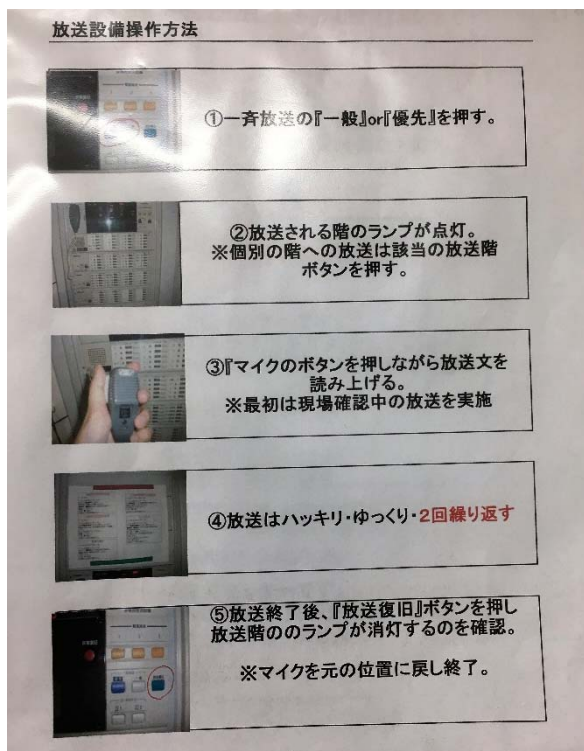 放送設備操作方法
①一斉放送の『一般』or『優先』を押す。
②放送される階のランプが点灯。
※個別の階への放送は該当の放送階
ボタンを押す。
③『マイクのボタンを押しながら放送文を
読み上げる。
※最初は現場確認中の放送を実施
④放送はハッキリ・ゆっくり・2回繰り返す
⑤放送終了後、『放送復旧』ボタンを押し
放送階ののランプが消灯するのを確認。
※マイクを元の位置に戻し終了。